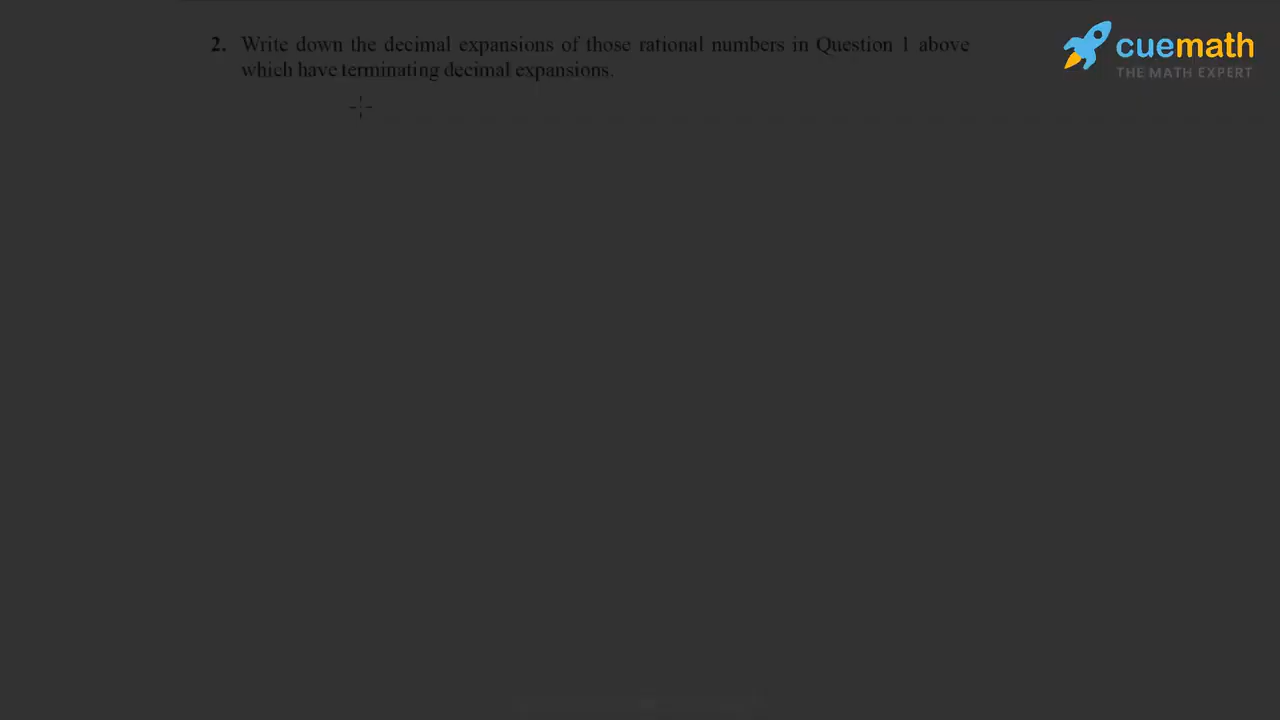 2. Write down the decimal expansions of those rational numbers in Question 1 above
which have terminating decimal expansions.
cuemath
THE MATH EXPERT